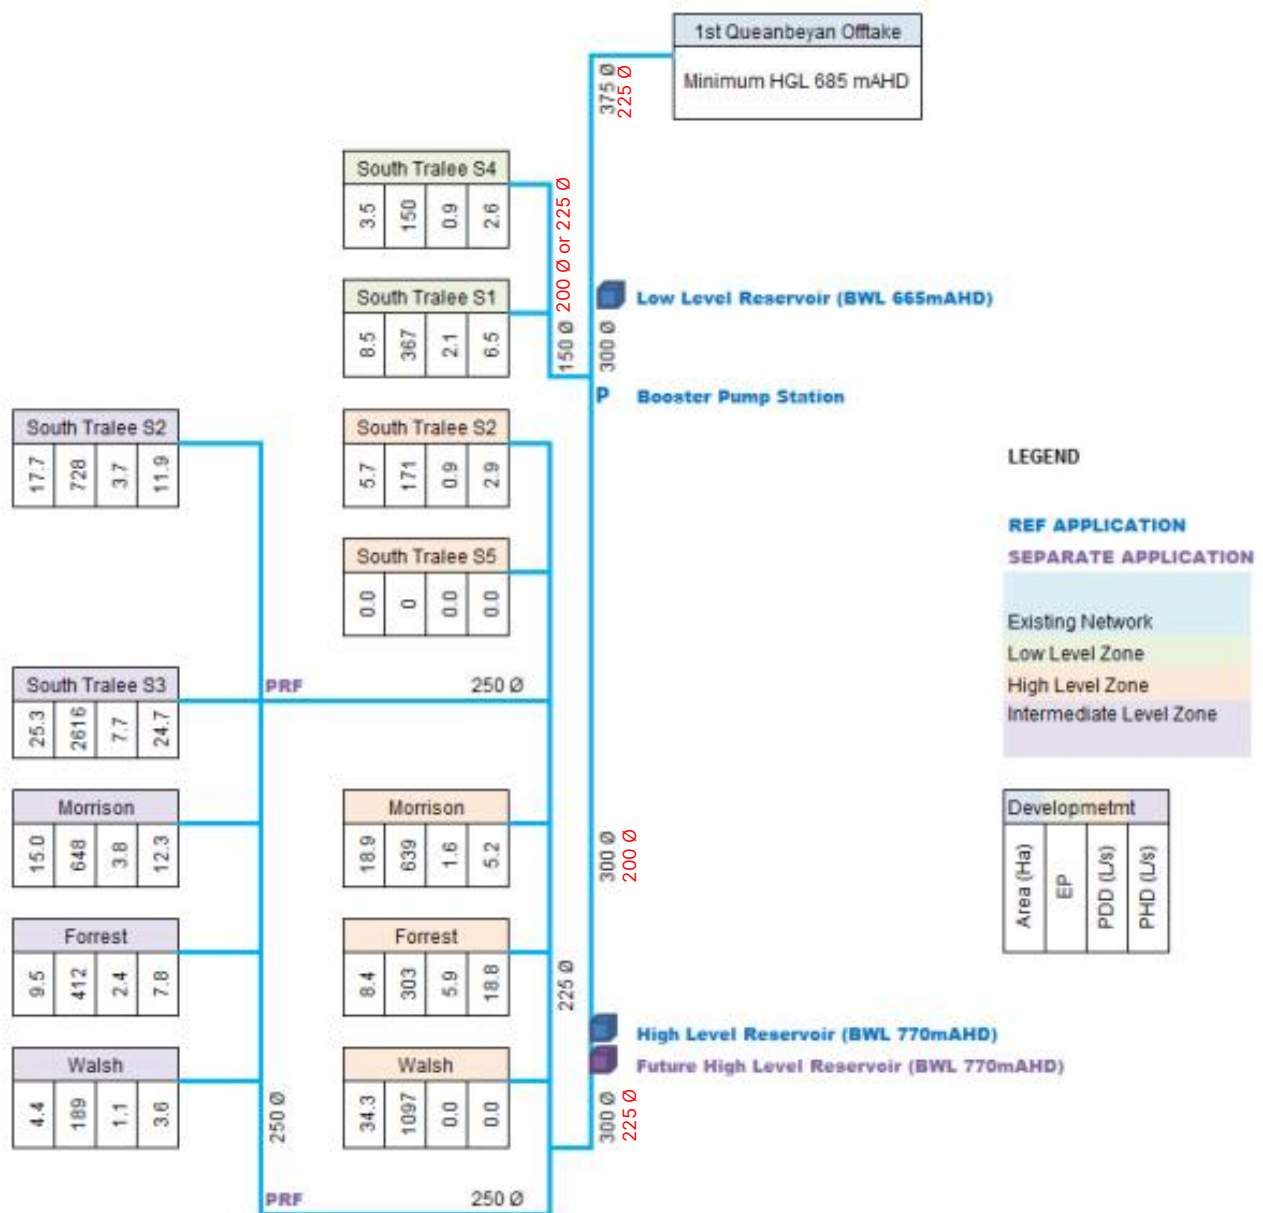 1st Queanbeyan Offtake
Minimum HGL 685 mAHD
375 Ø
225 Ø
South Tralee S4
3.5 150 0.9 2.6
200 Ø or 225 Ø
South Tralee S1
8.5 367 2.1 6.5
150 Ø
300 Ø
Low Level Reservoir (BWL 665mAHD)
P Booster Pump Station
South Tralee S2
17.7 728 3.7 11.9
South Tralee S2
5.7 171 0.9 2.9
South Tralee S5
0.0 0 0.0 0.0
LEGEND
REF APPLICATION
SEPARATE APPLICATION
Existing Network
Low Level Zone
High Level Zone
Intermediate Level Zone
South Tralee S3
25.3 2616 7.7 24.7
PRF
250 Ø
Morrison
15.0 648 3.8 12.3
Morrison
18.9 639 1.6 5.2
300 Ø
200 Ø
Developmetmt
Area (Ha) EP PDD (L/s) PHD (L/s)
Forrest
9.5 412 2.4 7.8
Forrest
8.4 303 5.9 18.8
225 Ø
High Level Reservoir (BWL 770mAHD)
Future High Level Reservoir (BWL 770mAHD)
Walsh
4.4 189 1.1 3.6
250 Ø
Walsh
34.3 1097 0.0 0.0
300 Ø
225 Ø
PRF
250 Ø